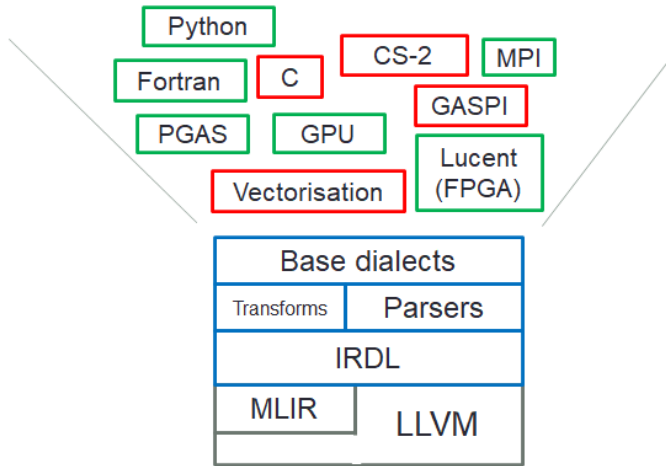 Python
CS-2
MPI
Fortran
C
GASPI
PGAS
GPU
Lucent
(FPGA)
Vectorisation
Base dialects
Transforms
Parsers
IRDL
MLIR
LLVM